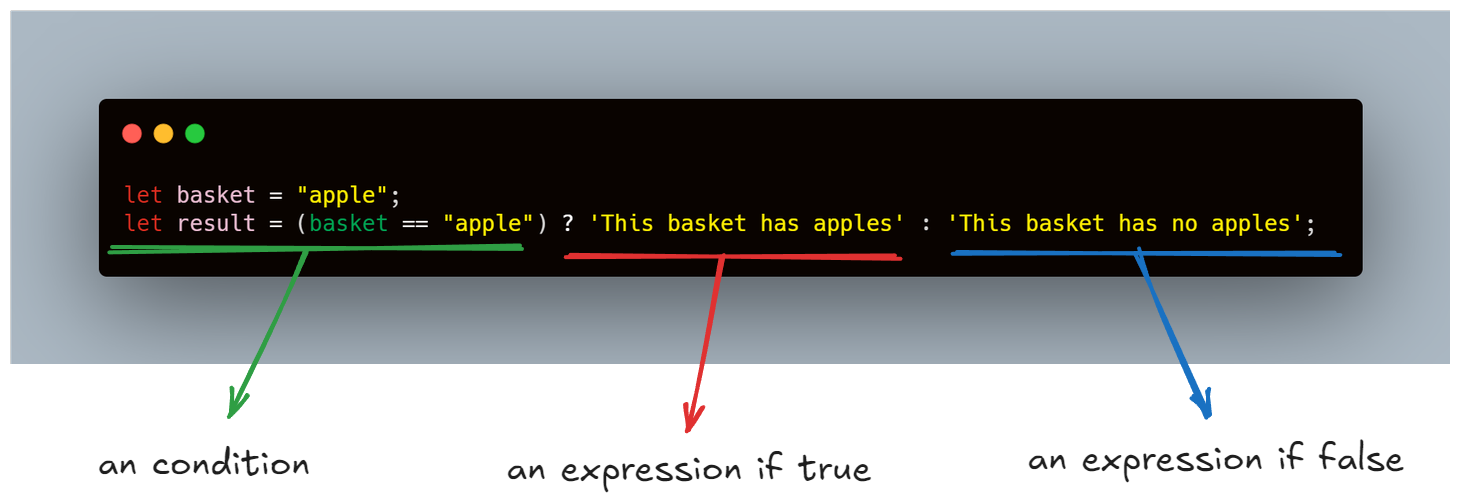 let basket = "apple";
let result = (basket == "apple") ? 'This basket has apples' : 'This basket has no apples';
an condition
an expression if true
an expression if false